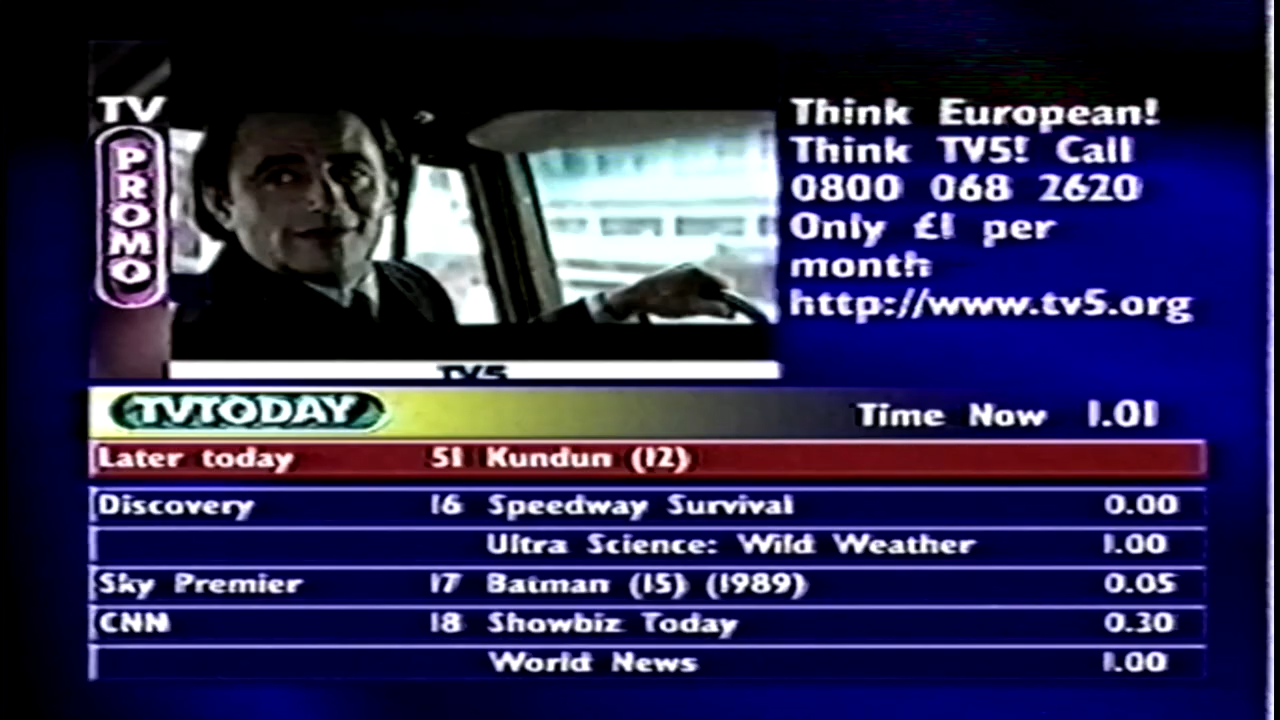 TV
PROMO
Think European!
Think TV5! Call
0800 068 2620
Only £1 per
month
http://www.tv5.org
TV5
TVTODAY Time Now 1.01
Later today 51 Kundun (12)
Discovery 16 Speedway Survival 0.00
Ultra Science: Wild Weather 1.00
Sky Premier 17 Batman (15) (1989) 0.05
CNN 18 Showbiz Today 0.30
World News 1.00